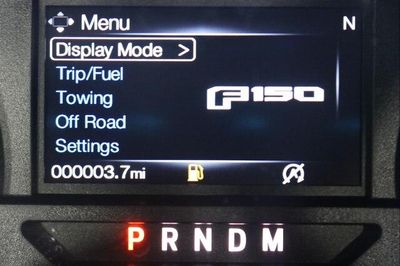 Menu N
Display Mode >
Trip/Fuel
Towing
F150
Off Road
Settings
000003.7mi
P R N D M